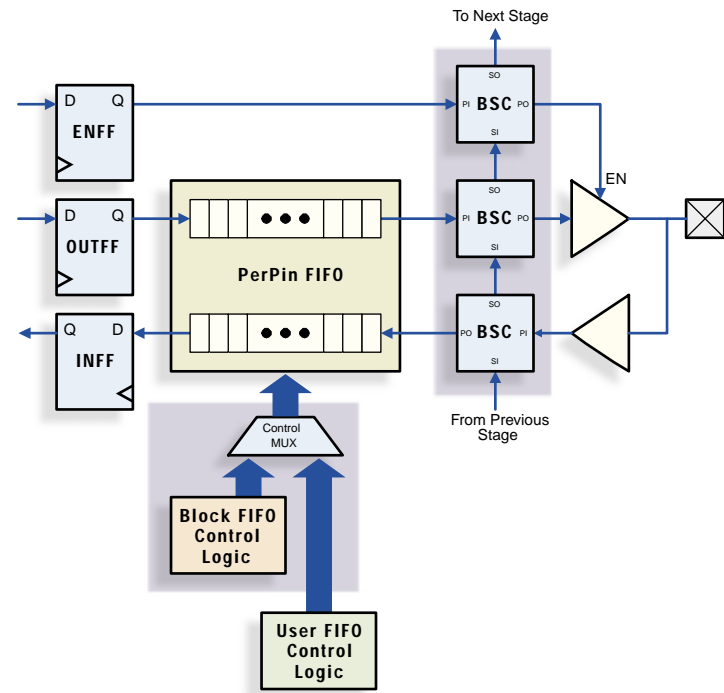 To Next Stage
SO
PI BSC PO
SI
D Q
ENFF
EN
D Q
OUTFF
SO
PI BSC PO
SI
PerPin FIFO
Q D
INFF
SO
PO BSC PI
SI
From Previous
Stage
Control
MUX
Block FIFO
Control
Logic
User FIFO
Control
Logic